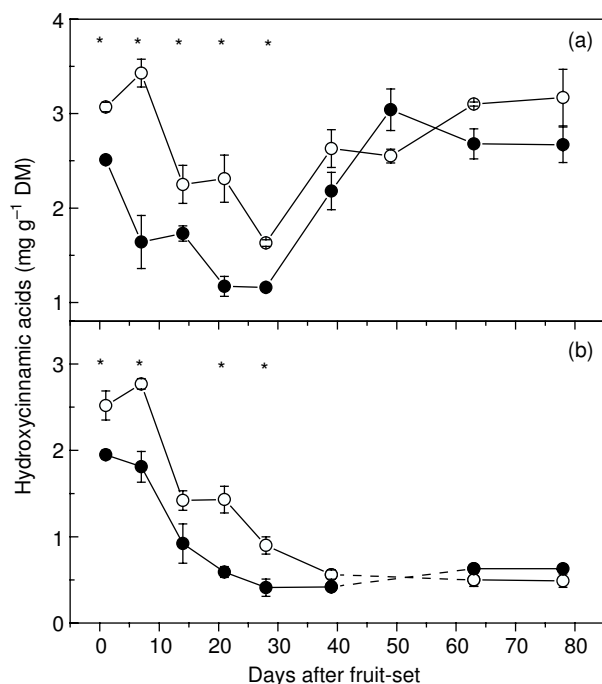 4
* * * * *
(a)
3
2
1
Hydroxycinnamic acids (mg g⁻¹ DM)
* * * *
(b)
3
2
1
0
0 10 20 30 40 50 60 70 80
Days after fruit-set